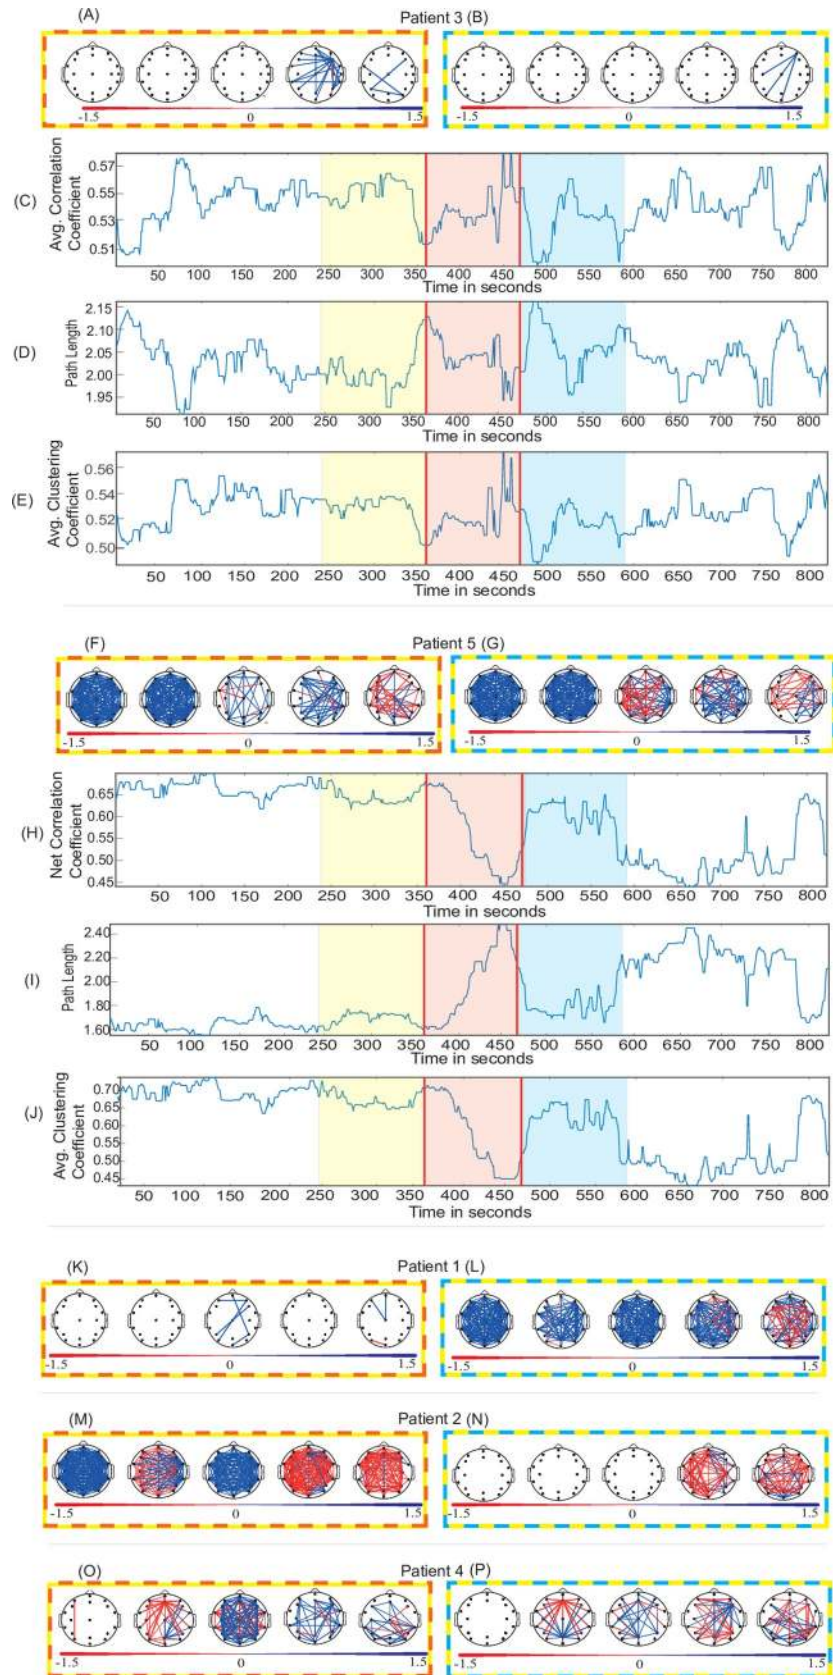 (A) Patient 3 (B)
-1.5 0 1.5 -1.5 0 1.5
(C)
Avg. Correlation
Coefficient
0.57
0.55
0.53
0.51
50 100 150 200 250 300 350 400 450 500 550 600 650 700 750 800
Time in seconds
(D)
Path Length
2.15
2.10
2.05
2.00
1.95
50 100 150 200 250 300 350 400 450 500 550 600 650 700 750 800
Time in seconds
(E)
Avg. Clustering
Coefficient
0.56
0.54
0.52
0.50
50 100 150 200 250 300 350 400 450 500 550 600 650 700 750 800
Time in seconds
(F) Patient 5 (G)
-1.5 0 1.5 -1.5 0 1.5
(H)
Net Correlation
Coefficient
0.65
0.60
0.55
0.50
0.45
50 100 150 200 250 300 350 400 450 500 550 600 650 700 750 800
Time in seconds
(I)
Path Length
2.40
2.20
2.00
1.80
1.60
50 100 150 200 250 300 350 400 450 500 550 600 650 700 750 800
Time in seconds
(J)
Avg. Clustering
Coefficient
0.70
0.65
0.60
0.55
0.50
0.45
50 100 150 200 250 300 350 400 450 500 550 600 650 700 750 800
Time in seconds
(K) Patient 1 (L)
-1.5 0 1.5 -1.5 0 1.5
(M) Patient 2 (N)
-1.5 0 1.5 -1.5 0 1.5
(O) Patient 4 (P)
-1.5 0 1.5 -1.5 0 1.5